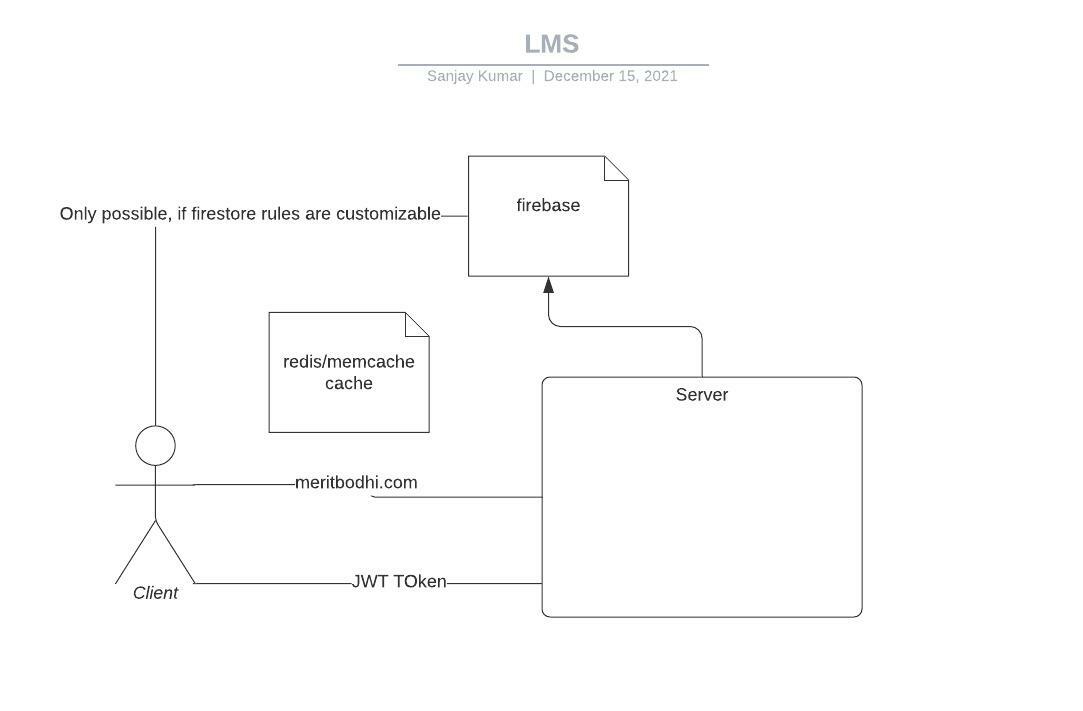 LMS
Sanjay Kumar | December 15, 2021
firebase
Only possible, if firestore rules are customizable
redis/memcache
cache
Server
meritbodhi.com
JWT TOken
Client